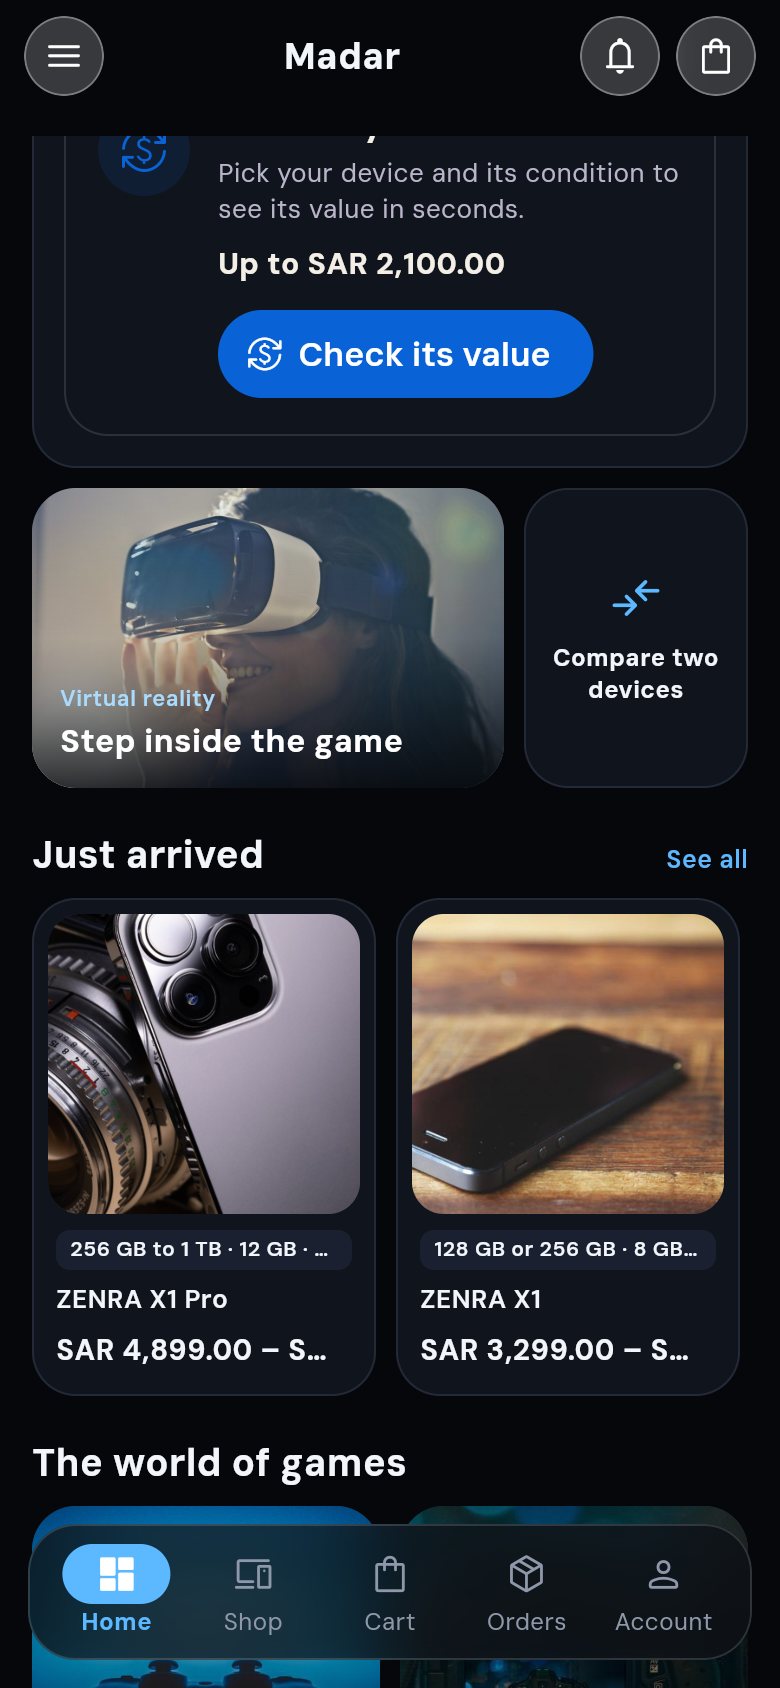 Madar
Pick your device and its condition to
see its value in seconds.
Up to SAR 2,100.00
Check its value
Virtual reality
Step inside the game
Compare two
devices
Just arrived
See all
256 GB to 1 TB · 12 GB · ...
128 GB or 256 GB · 8 GB...
ZENRA X1 Pro
ZENRA X1
SAR 4,899.00 – S...
SAR 3,299.00 – S...
The world of games
Home
Shop
Cart
Orders
Account